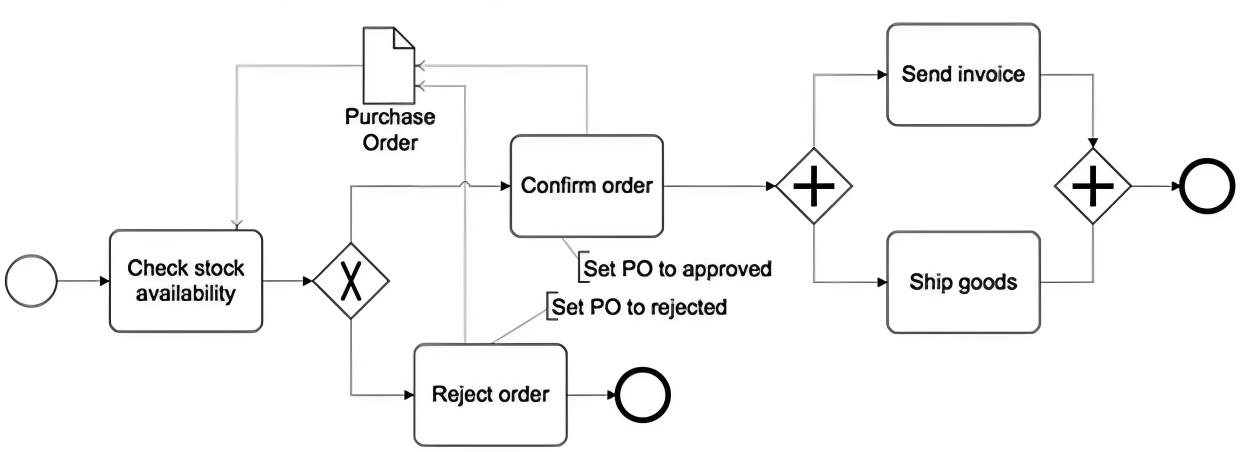 Purchase
Order
Send invoice
Confirm order
Check stock
availability
Set PO to approved
Ship goods
Set PO to rejected
Reject order